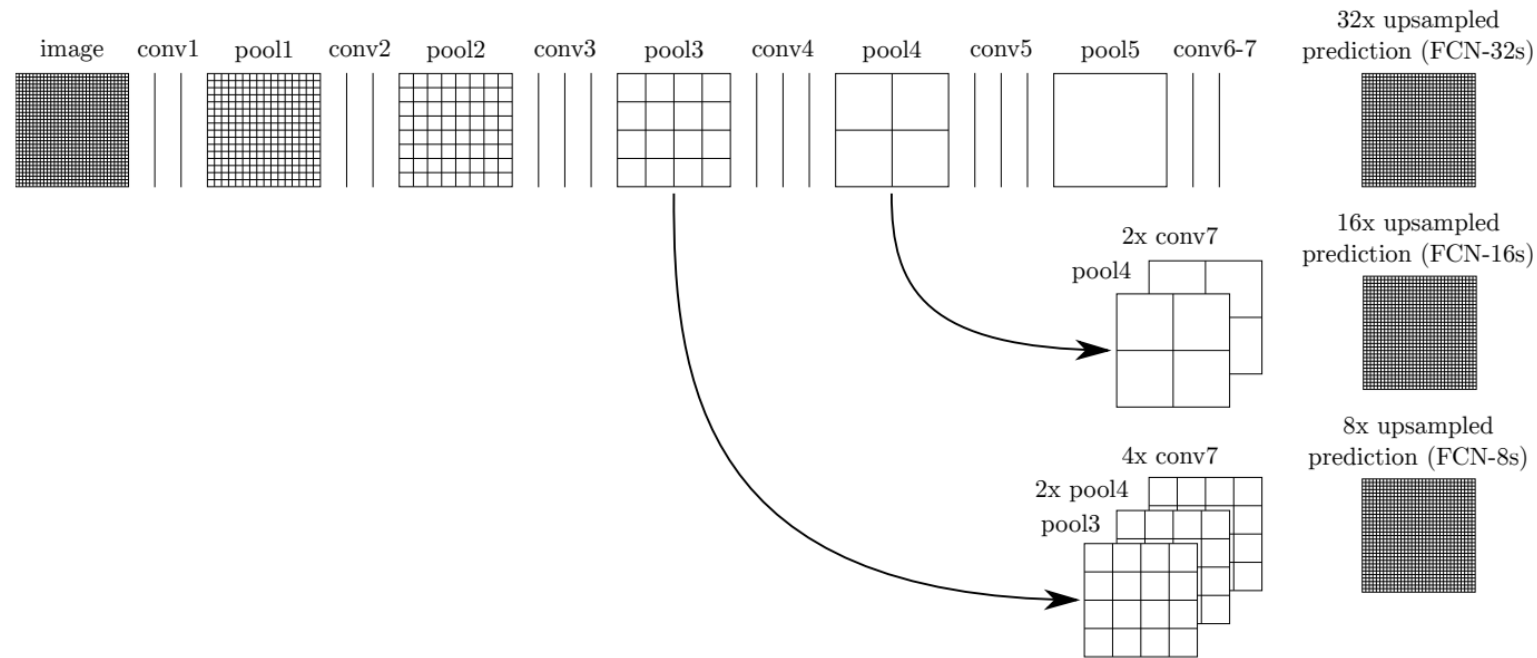 32x upsampled
image conv1 pool1 conv2 pool2 conv3 pool3 conv4 pool4 conv5 pool5 conv6-7 prediction (FCN-32s)
16x upsampled
2x conv7 prediction (FCN-16s)
pool4
8x upsampled
4x conv7 prediction (FCN-8s)
2x pool4
pool3